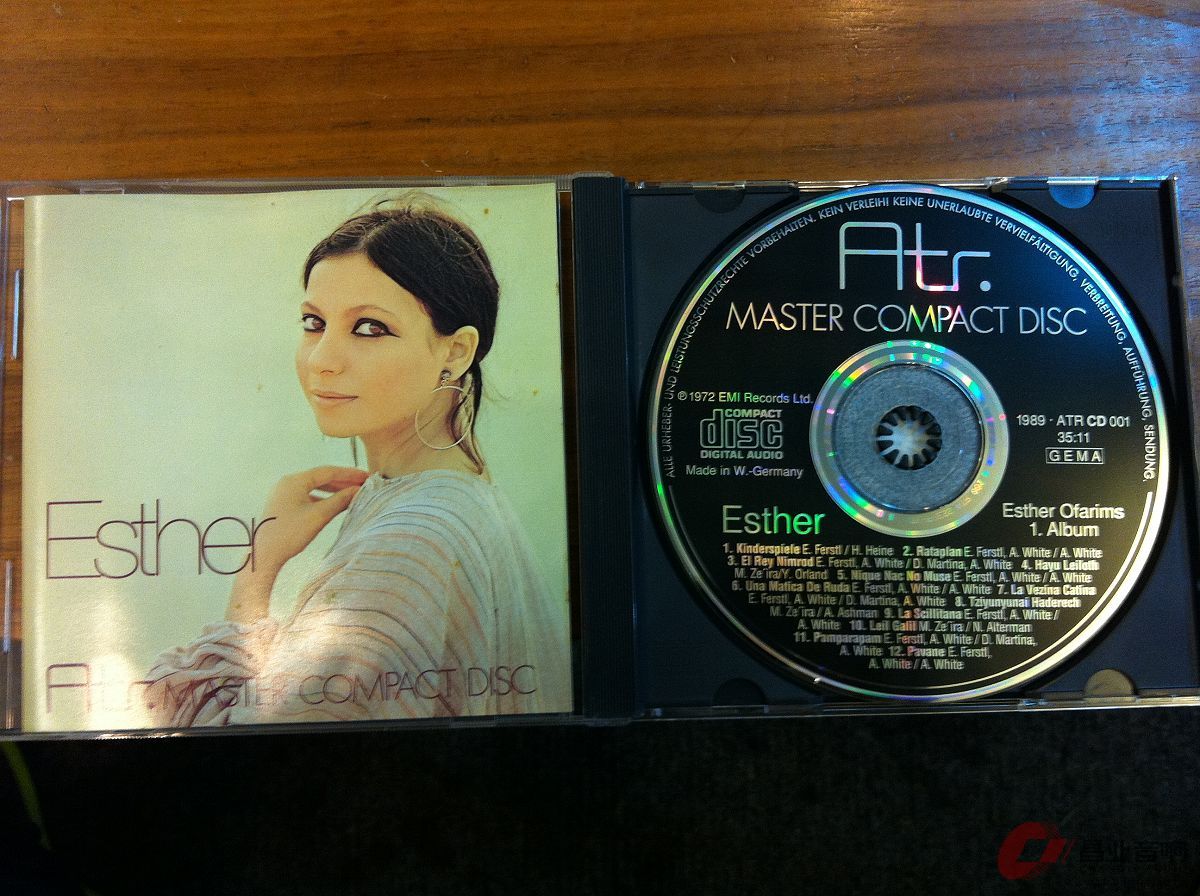 Esther
Atr. MASTER COMPACT DISC
ALLE URHEBER- UND LEISTUNGSSCHUTZRECHTE VORBEHALTEN. KEIN VERLEIH! KEINE UNERLAUBTE VERVIELFÄLTIGUNG, VERBREITUNG, AUFFÜHRUNG, SENDUNG.
Atr.
MASTER COMPACT DISC
℗ 1972 EMI Records Ltd.
COMPACT
disc
DIGITAL AUDIO
Made in W.-Germany
1989 · ATR CD 001
35:11
GEMA
Esther
Esther Ofarims
1. Album
1. Kinderspiele E. Ferstl / H. Heine 2. Rataplan E. Ferstl, A. White / A. White
3. El Rey Nimrod E. Ferstl, A. White / D. Martina, A. White 4. Hayu Leiloth
M. Ze'ira/Y. Orland 5. Nique Nac No Muse E. Ferstl, A. White / A. White
6. Una Matica De Ruda E. Ferstl, A. White / A. White 7. La Vezina Catina
E. Ferstl, A. White / D. Martina, A. White 8. Tziyunyunai Haderech
M. Ze'ira / A. Ashman 9. La Scillitana E. Ferstl, A. White /
A. White 10. Leil Galil M. Ze'ira / N. Alterman
11. Pamparapam E. Ferstl, A. White / D. Martina,
A. White 12. Pavane E. Ferstl,
A. White / A. White
音响